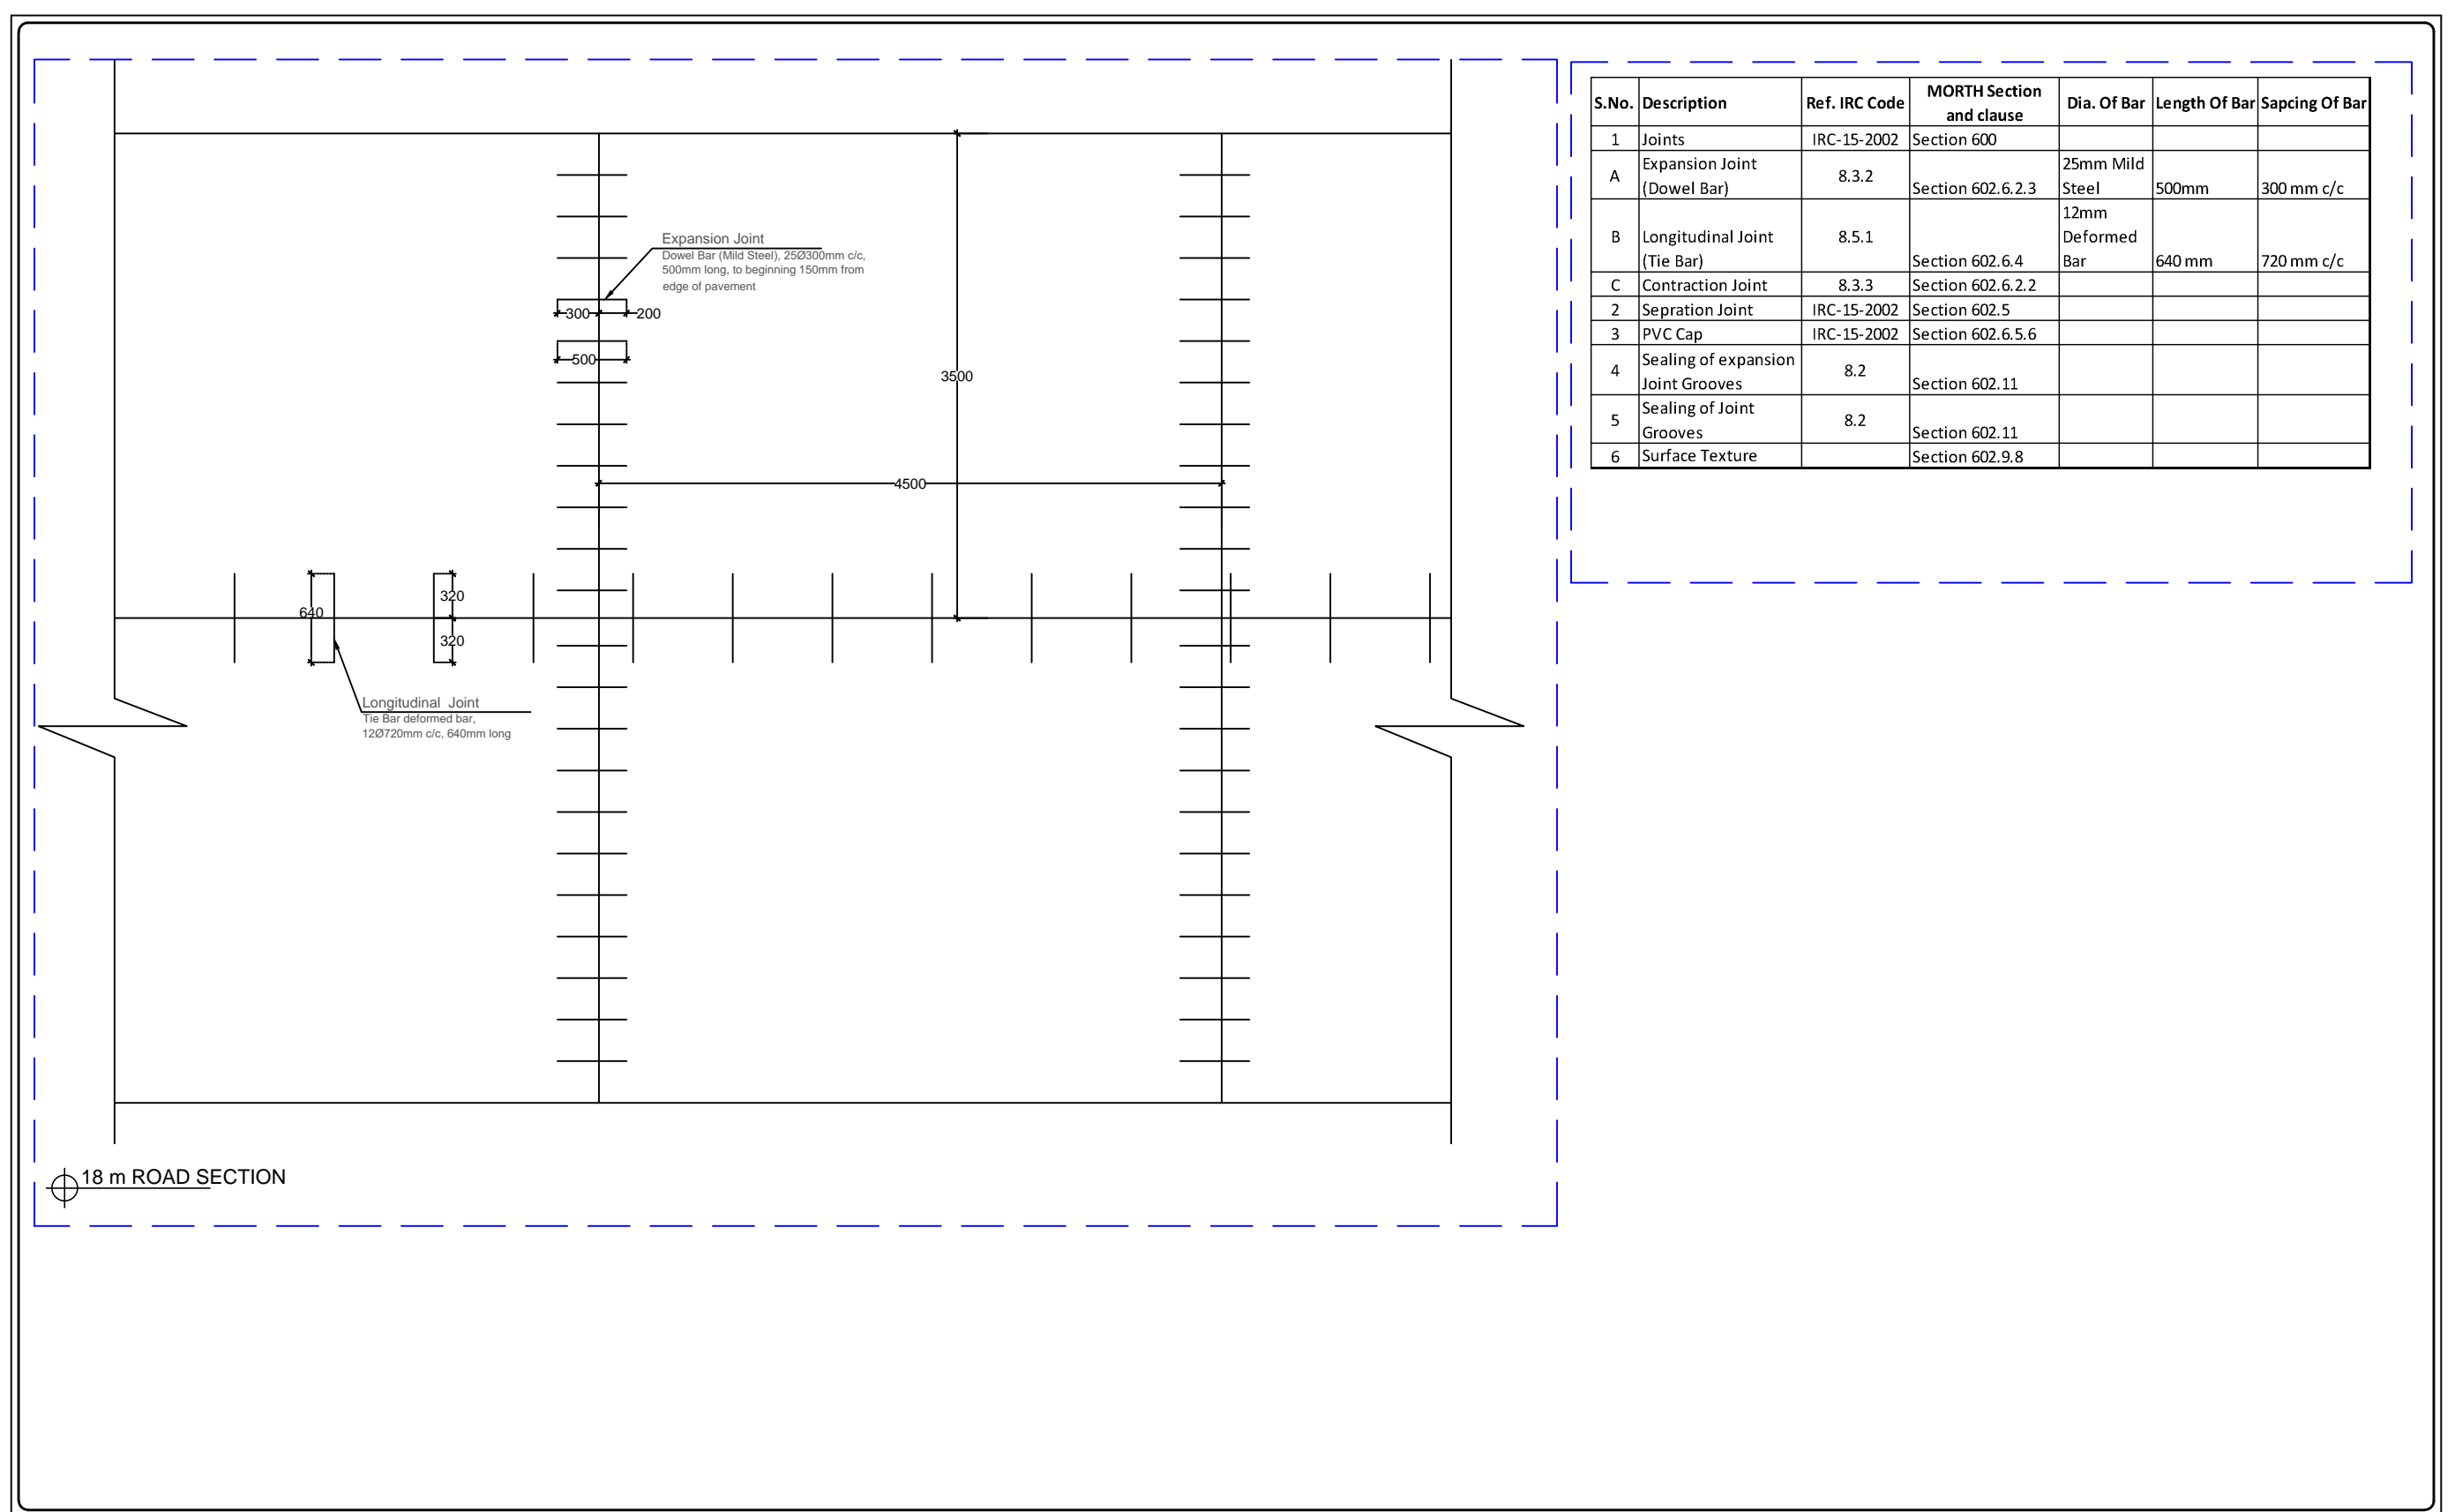 Expansion Joint
Dowel Bar (Mild Steel), 25Ø300mm c/c,
500mm long, to beginning 150mm from
edge of pavement
300
200
500
3500
4500
640
320
320
Longitudinal Joint
Tie Bar deformed bar,
12Ø720mm c/c, 640mm long
18 m ROAD SECTION
S.No. Description Ref. IRC Code MORTH Section and clause Dia. Of Bar Length Of Bar Sapcing Of Bar
1 Joints IRC-15-2002 Section 600
A Expansion Joint (Dowel Bar) 8.3.2 Section 602.6.2.3 25mm Mild Steel 500mm 300 mm c/c
B Longitudinal Joint (Tie Bar) 8.5.1 Section 602.6.4 12mm Deformed Bar 640 mm 720 mm c/c
C Contraction Joint 8.3.3 Section 602.6.2.2
2 Sepration Joint IRC-15-2002 Section 602.5
3 PVC Cap IRC-15-2002 Section 602.6.5.6
4 Sealing of expansion Joint Grooves 8.2 Section 602.11
5 Sealing of Joint Grooves 8.2 Section 602.11
6 Surface Texture Section 602.9.8